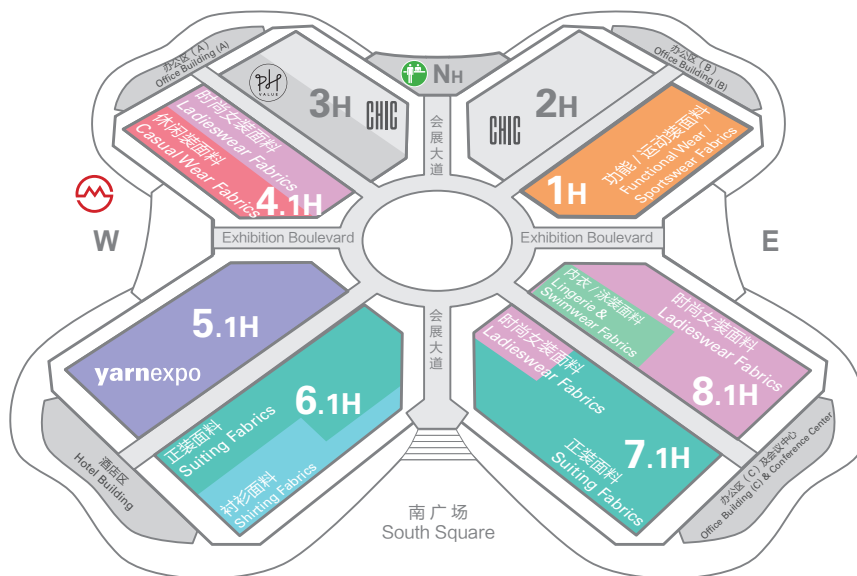 办公区（A）
Office Building (A)
办公区（B）
Office Building (B)
PH
VALUE
3H
CHIC
NH
CHIC
2H
会展大道
时尚女装面料
Ladieswear Fabrics
休闲装面料
Casual Wear Fabrics
4.1H
功能 / 运动装面料
Functional Wear /
Sportswear Fabrics
1H
W
Exhibition Boulevard
Exhibition Boulevard
E
5.1H
yarnexpo
会展大道
6.1H
正装面料
Suiting Fabrics
衬衫面料
Shirting Fabrics
内衣 / 泳装面料
Lingerie &
Swimwear Fabrics
时尚女装面料
Ladieswear Fabrics
8.1H
时尚女装面料
Ladieswear Fabrics
7.1H
正装面料
Suiting Fabrics
酒店区
Hotel Building
办公区（C）及会议中心
Office Building (C) & Conference Center
南广场
South Square